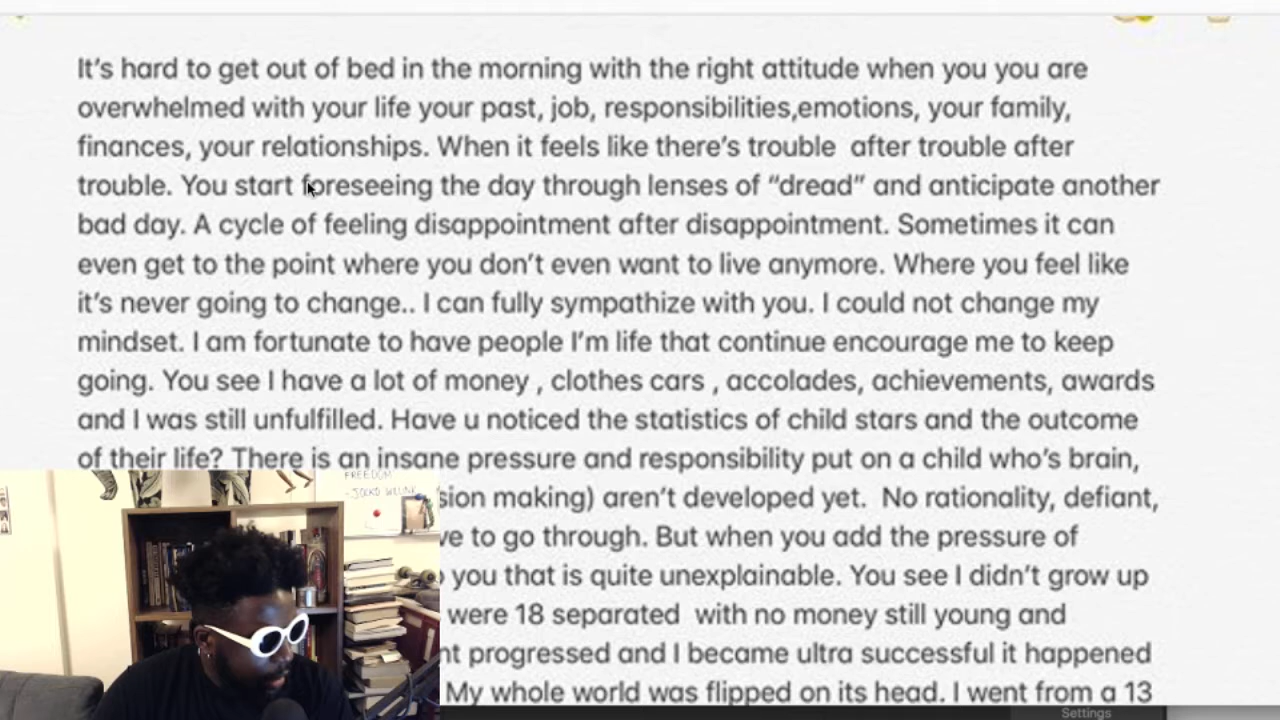 It’s hard to get out of bed in the morning with the right attitude when you you are
overwhelmed with your life your past, job, responsibilities,emotions, your family,
finances, your relationships. When it feels like there’s trouble  after trouble after
trouble. You start foreseeing the day through lenses of “dread” and anticipate another
bad day. A cycle of feeling disappointment after disappointment. Sometimes it can
even get to the point where you don’t even want to live anymore. Where you feel like
it’s never going to change.. I can fully sympathize with you. I could not change my
mindset. I am fortunate to have people I’m life that continue encourage me to keep
going. You see I have a lot of money , clothes cars , accolades, achievements, awards
and I was still unfulfilled. Have u noticed the statistics of child stars and the outcome
of their life? There is an insane pressure and responsibility put on a child who’s brain,
sion making) aren’t developed yet.  No rationality, defiant,
ve to go through. But when you add the pressure of
you that is quite unexplainable. You see I didn’t grow up
were 18 separated  with no money still young and
nt progressed and I became ultra successful it happened
My whole world was flipped on its head. I went from a 13
FREEDOM
-JOCKO WILLINK
Settings